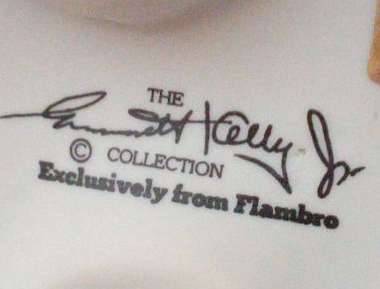 THE
Emmett Kelly Jr.
© COLLECTION
Exclusively from Flambro